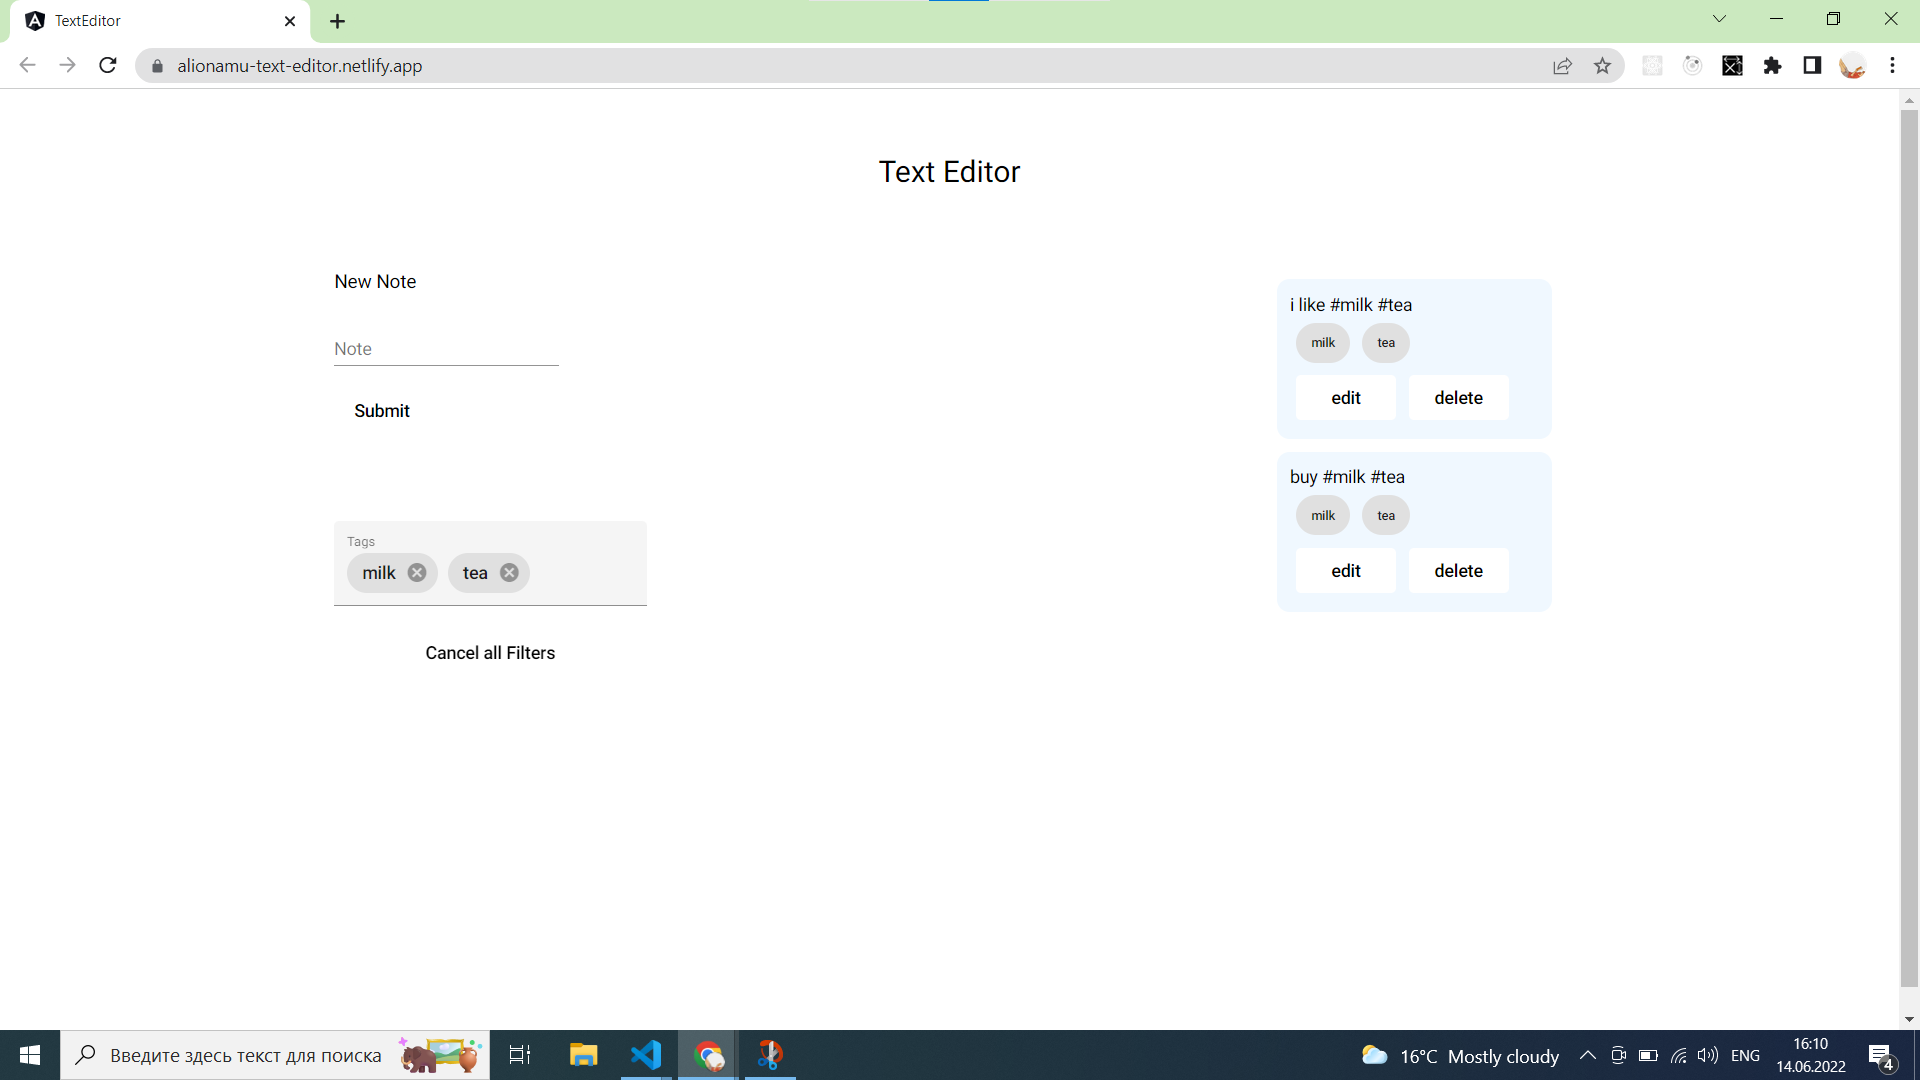 TextEditor
alionamu-text-editor.netlify.app
Text Editor
New Note
Note
Submit
Tags
milk tea
Cancel all Filters
i like #milk #tea
milk tea
edit delete
buy #milk #tea
milk tea
edit delete
Введите здесь текст для поиска
16°C Mostly cloudy
ENG
16:10
14.06.2022
4